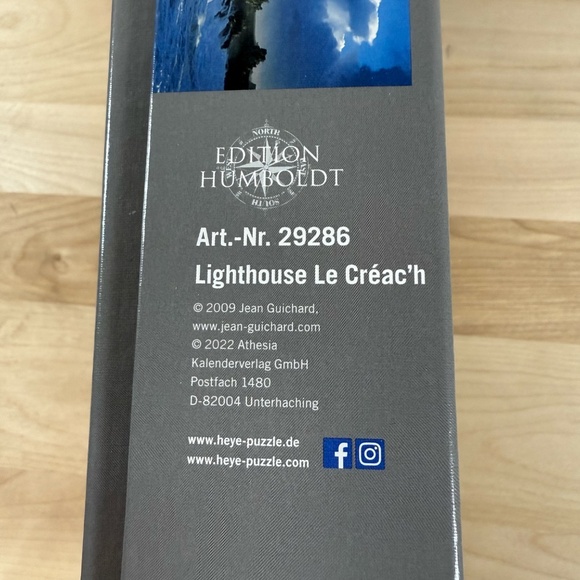 NORTH
EDITION
HUMBOLDT
SOUTH
Art.-Nr. 29286
Lighthouse Le Créac'h
© 2009 Jean Guichard,
www.jean-guichard.com
© 2022 Athesia
Kalenderverlag GmbH
Postfach 1480
D-82004 Unterhaching
www.heye-puzzle.de
www.heye-puzzle.com